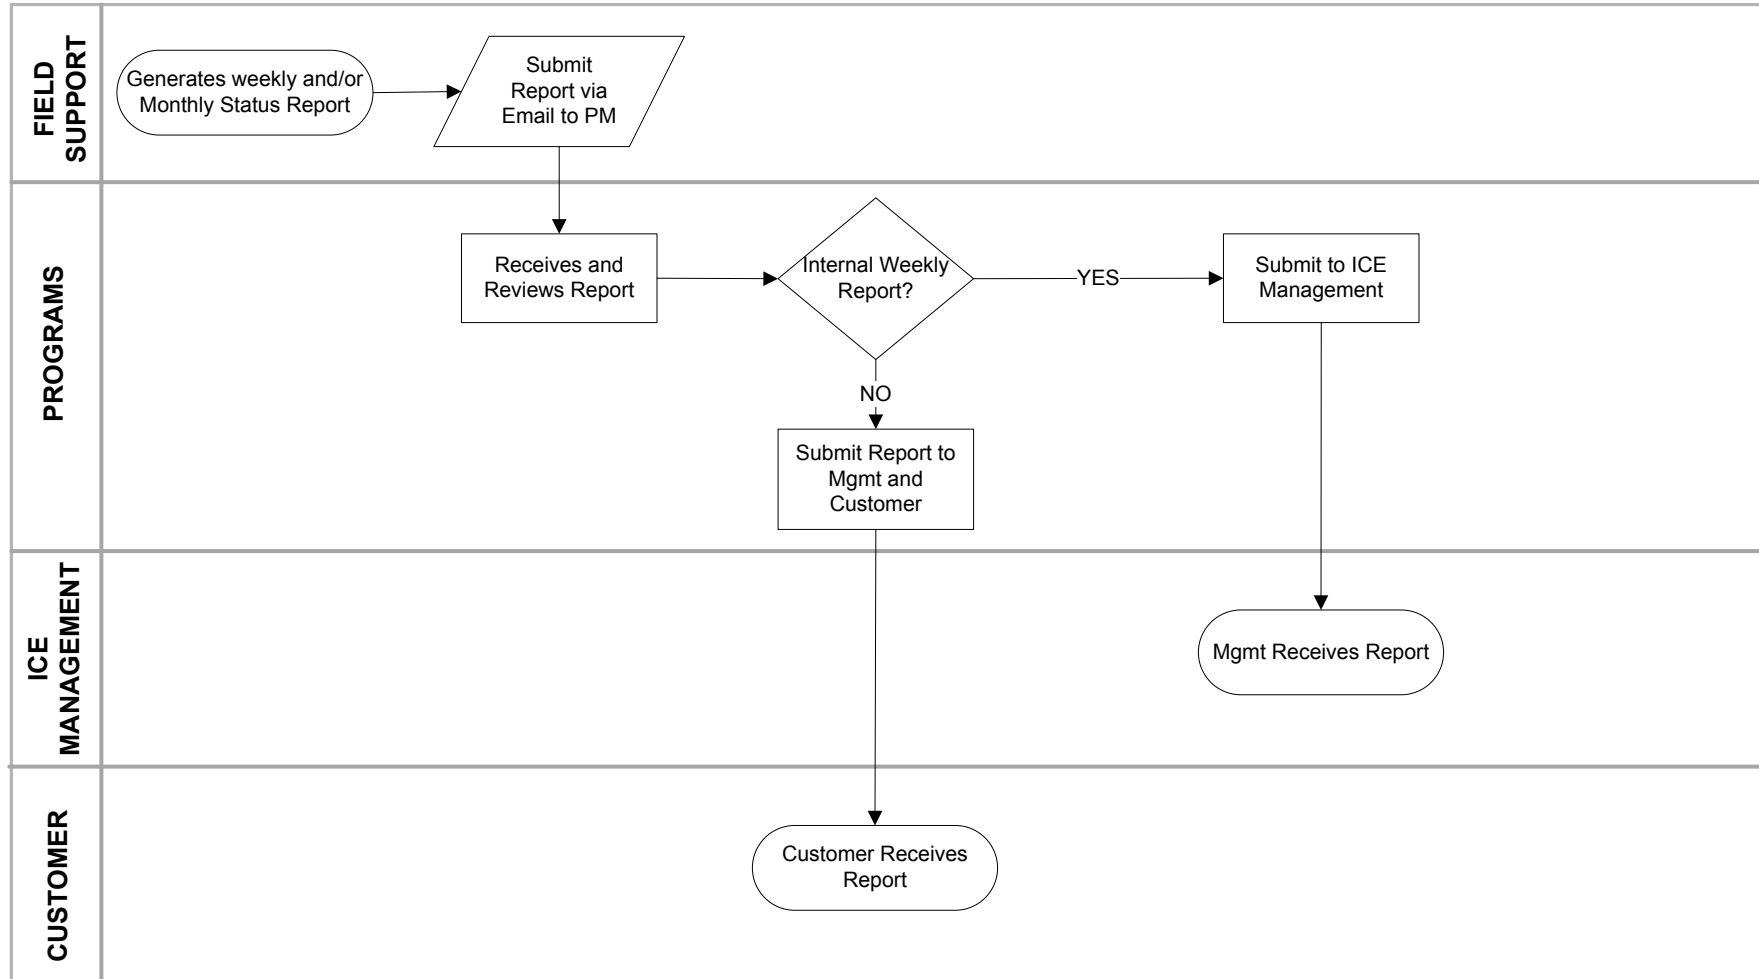 FIELD
SUPPORT
Generates weekly and/or
Monthly Status Report
Submit
Report via
Email to PM
PROGRAMS
Receives and
Reviews Report
Internal Weekly
Report?
YES
Submit to ICE
Management
NO
Submit Report to
Mgmt and
Customer
ICE
MANAGEMENT
Mgmt Receives Report
CUSTOMER
Customer Receives
Report